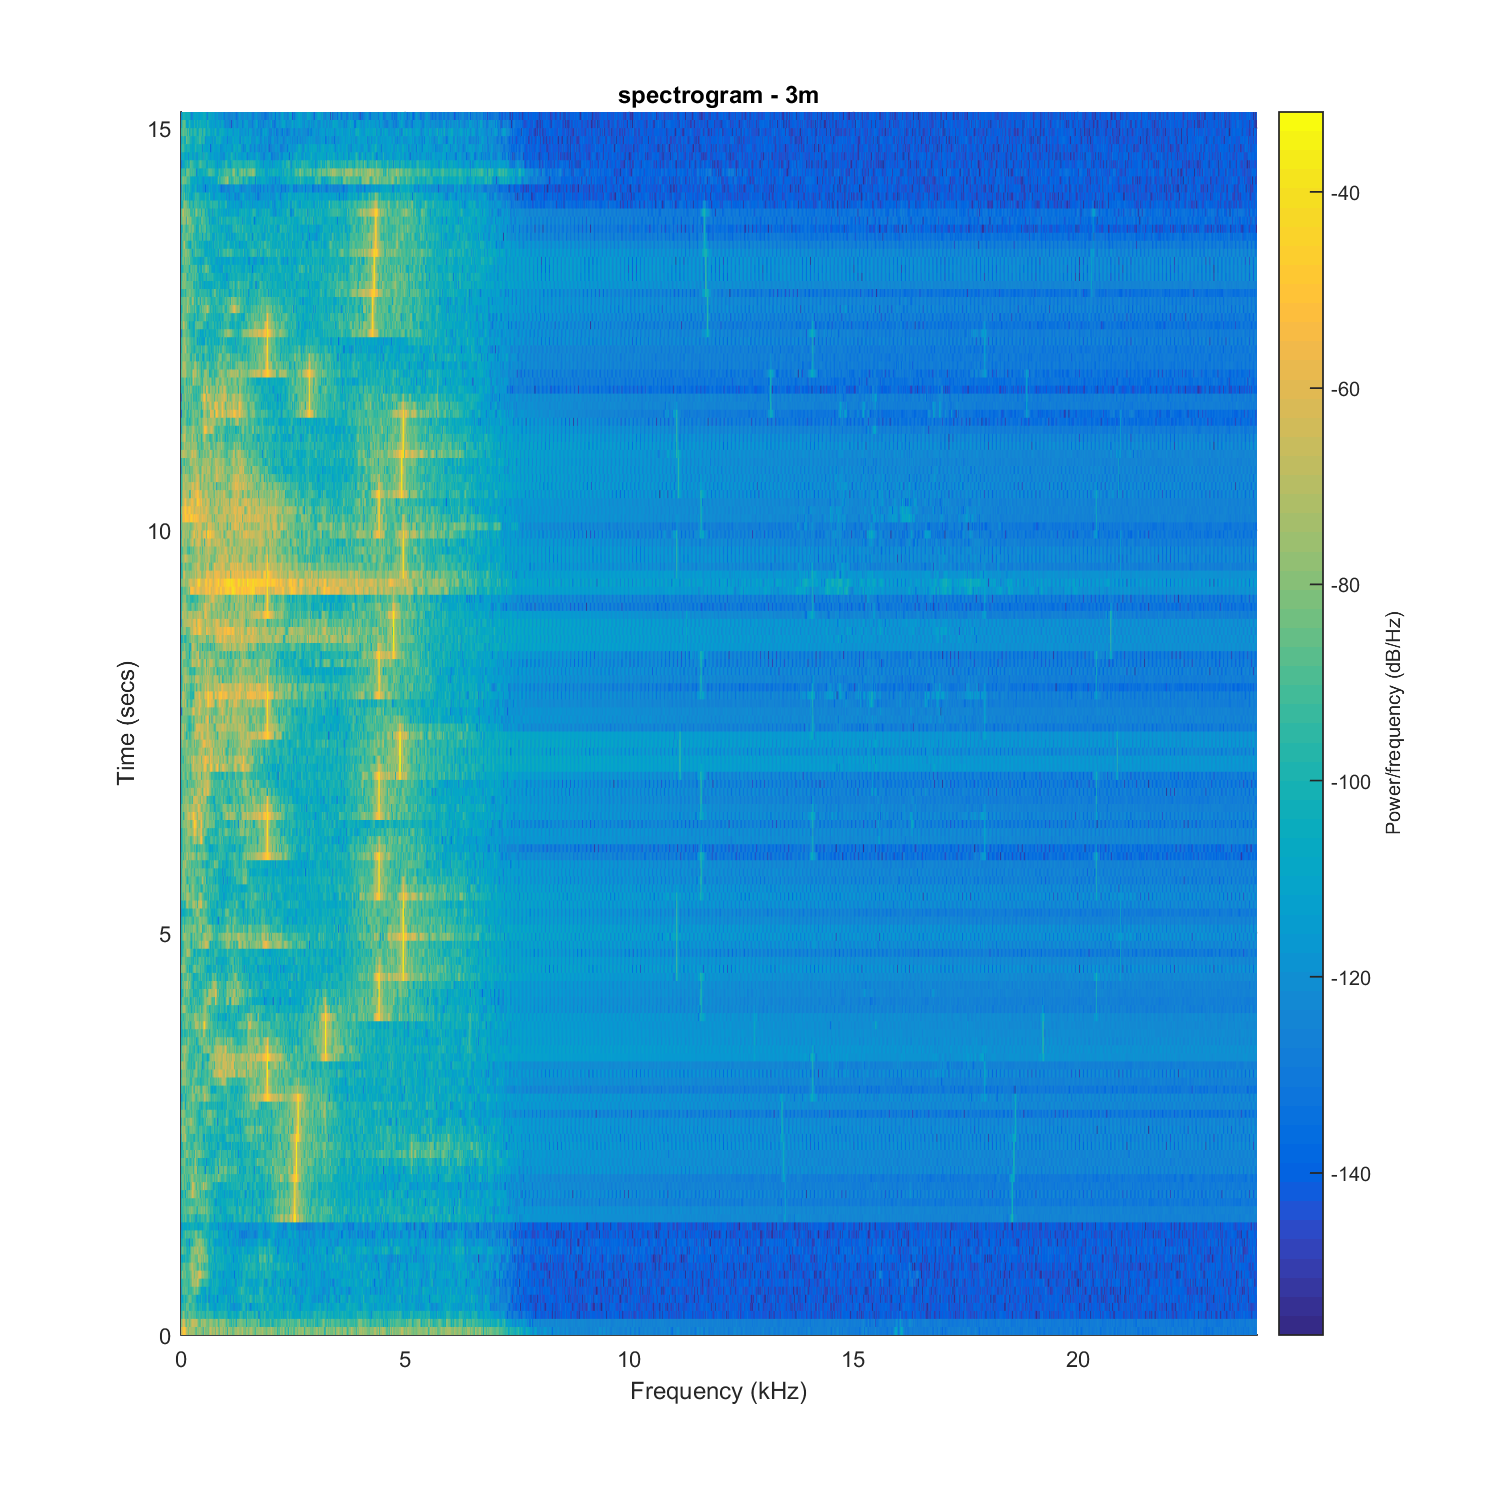 spectrogram - 3m
15
10
5
0
Time (secs)
0 5 10 15 20
Frequency (kHz)
-40
-60
-80
-100
-120
-140
Power/frequency (dB/Hz)